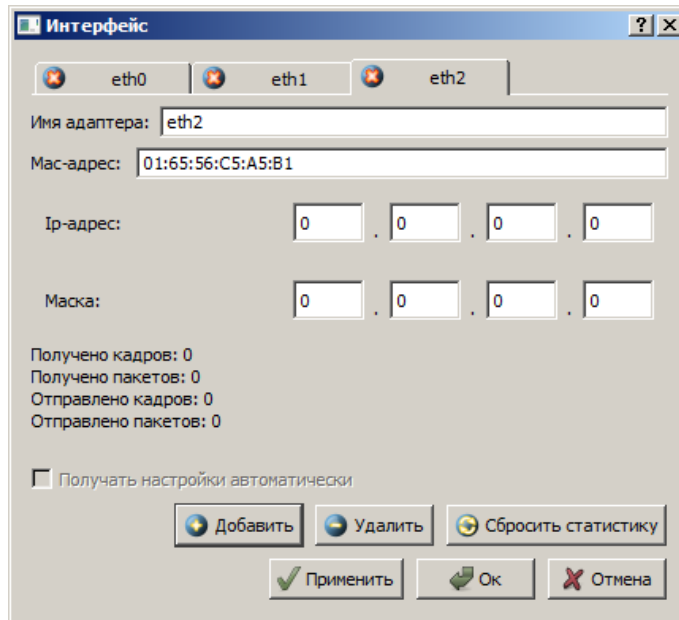 Интерфейс
eth0 eth1 eth2
Имя адаптера: eth2
Mac-адрес: 01:65:56:C5:A5:B1
Ip-адрес: 0 . 0 . 0 . 0
Маска: 0 . 0 . 0 . 0
Получено кадров: 0
Получено пакетов: 0
Отправлено кадров: 0
Отправлено пакетов: 0
Получать настройки автоматически
Добавить Удалить Сбросить статистику
Применить Ок Отмена